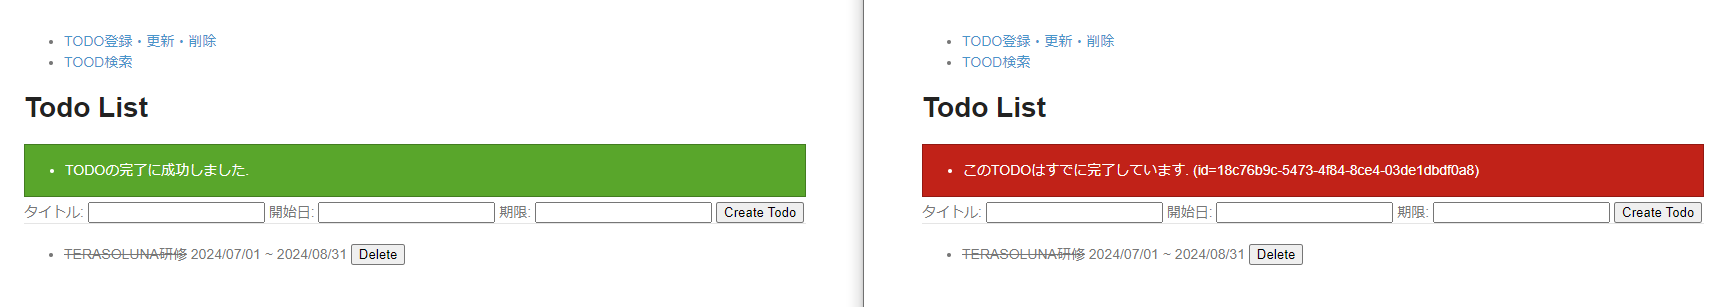 TODO登録・更新・削除
TOOD検索
Todo List
TODOの完了に成功しました.
タイトル: 開始日: 期限: Create Todo
TERASOLUNA研修 2024/07/01 ~ 2024/08/31 Delete
TODO登録・更新・削除
TOOD検索
Todo List
このTODOはすでに完了しています. (id=18c76b9c-5473-4f84-8ce4-03de1dbdf0a8)
タイトル: 開始日: 期限: Create Todo
TERASOLUNA研修 2024/07/01 ~ 2024/08/31 Delete